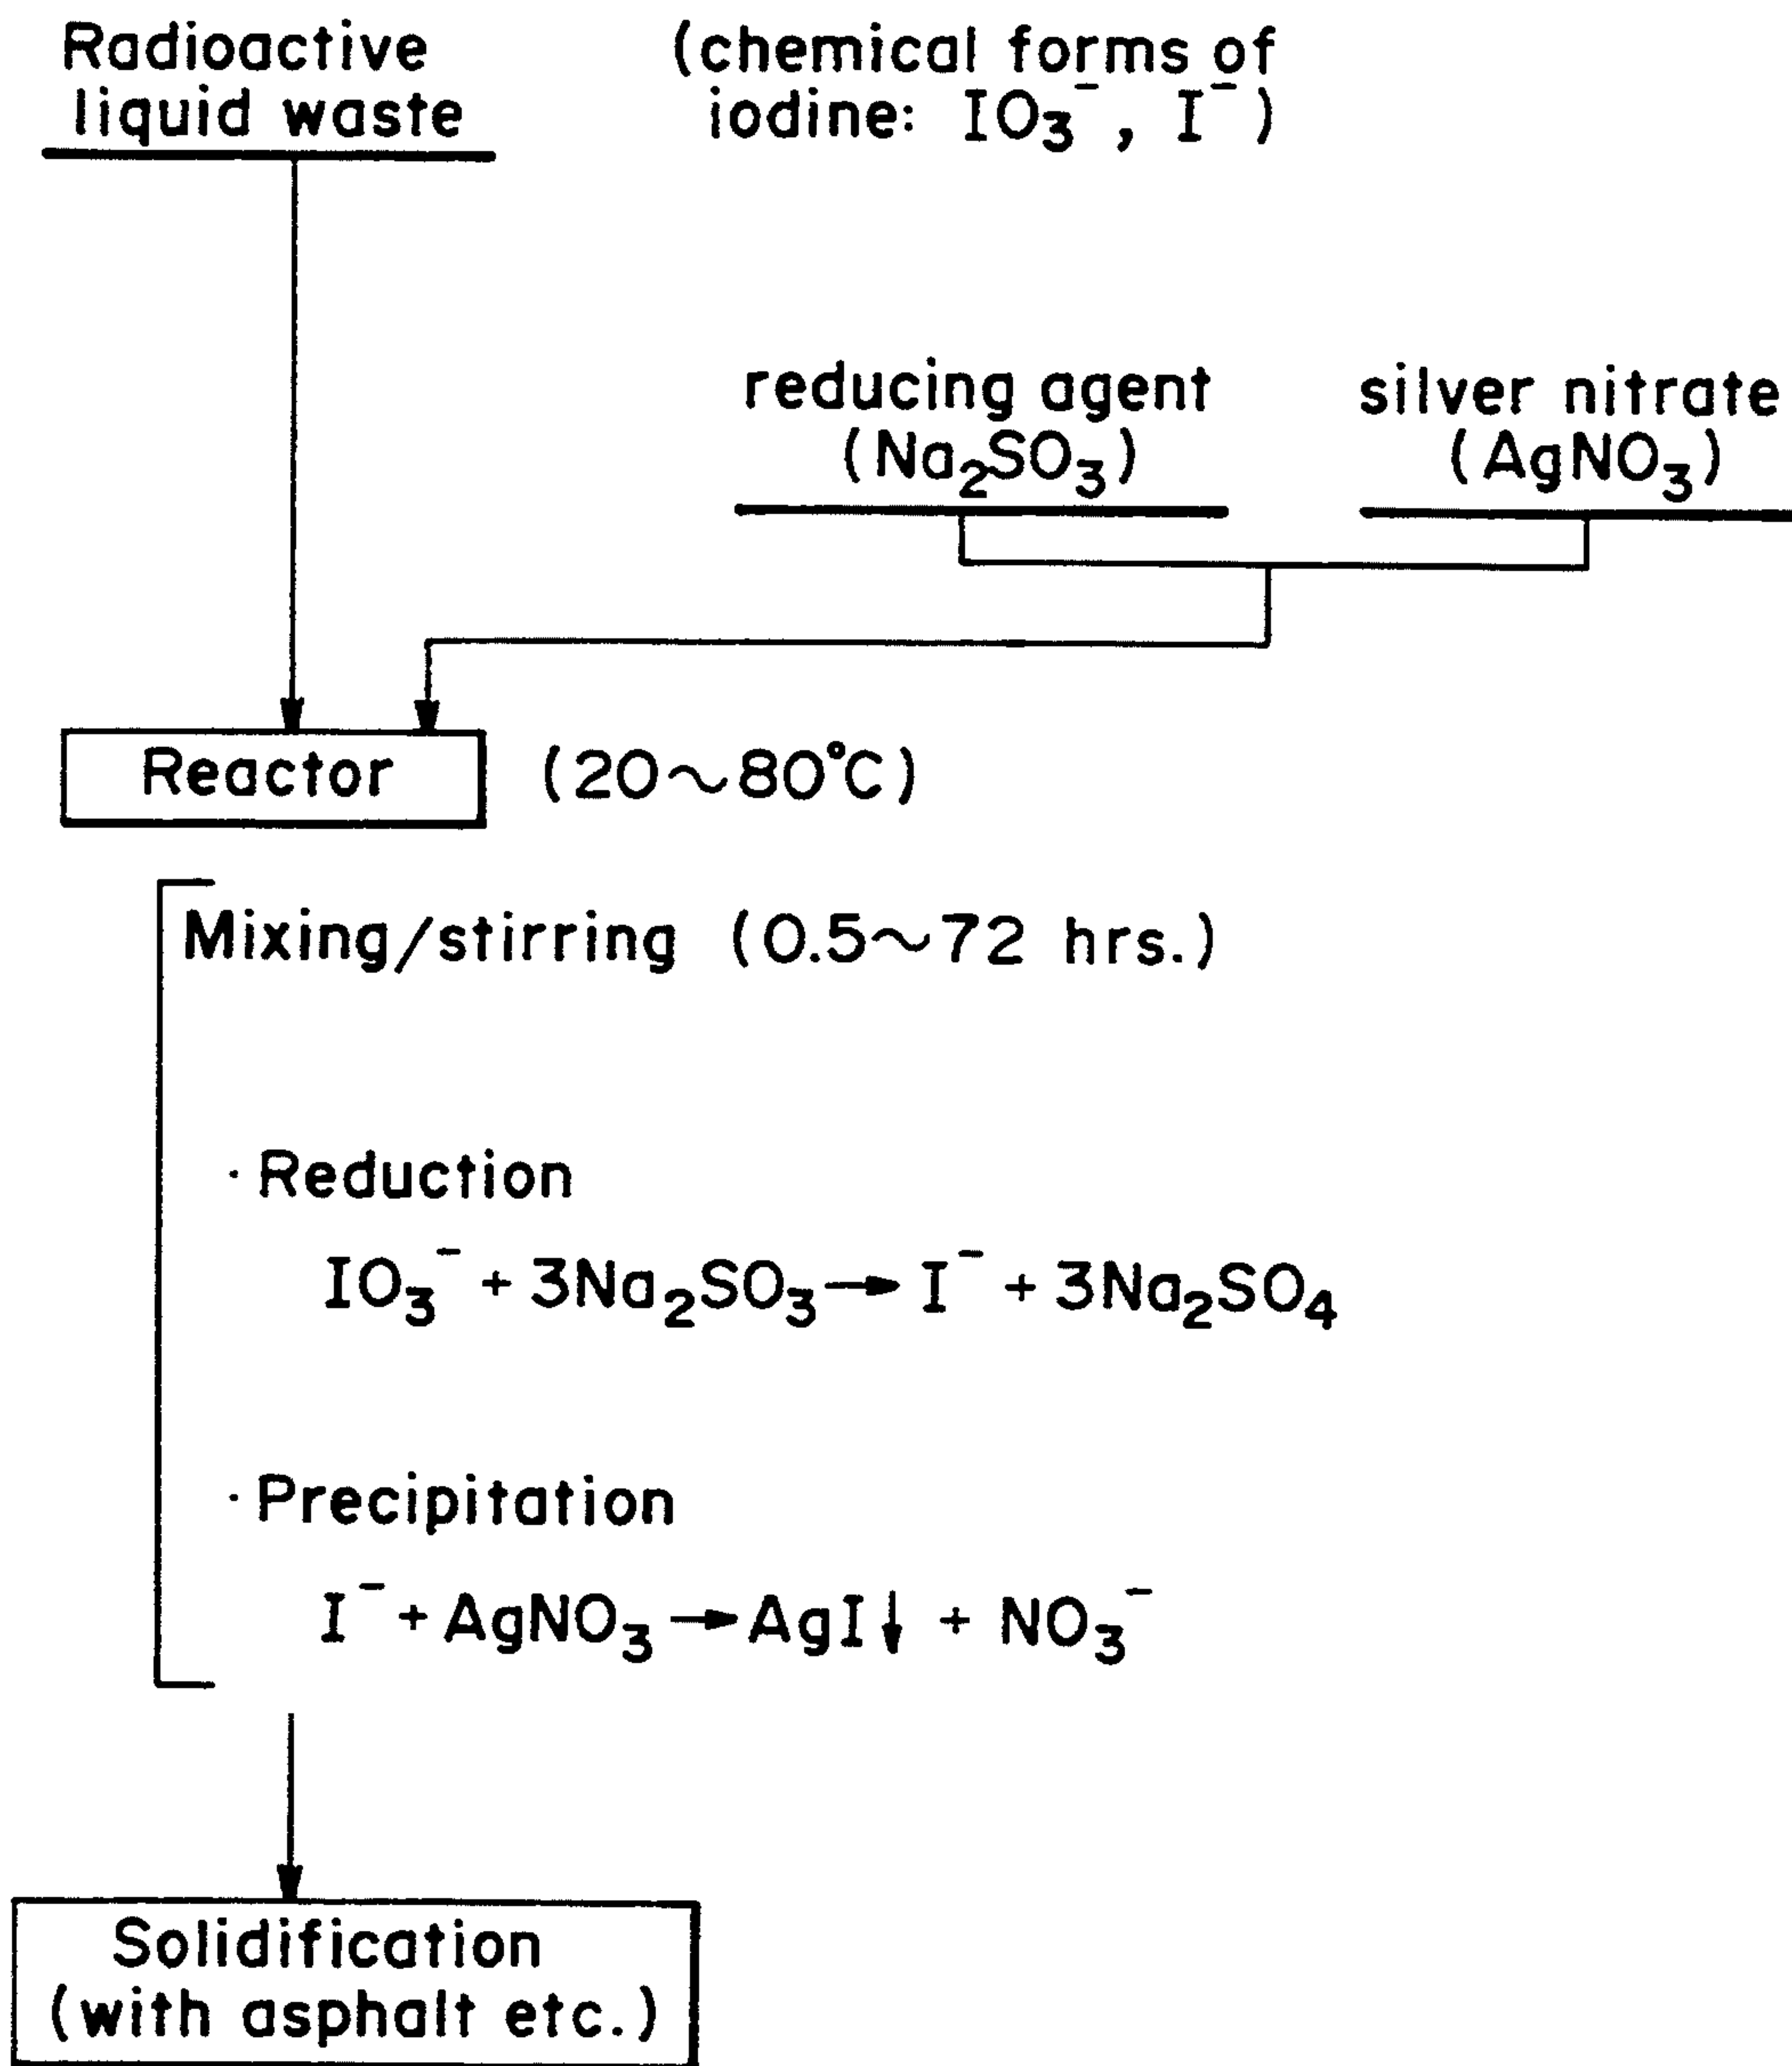 Radioactive
liquid waste
(chemical forms of
iodine: IO₃⁻, I⁻)
reducing agent
(Na₂SO₃)
silver nitrate
(AgNO₃)
Reactor
(20~80°C)
Mixing/stirring (0.5~72 hrs.)
· Reduction
IO₃⁻ + 3Na₂SO₃ → I⁻ + 3Na₂SO₄
· Precipitation
I⁻ + AgNO₃ → AgI↓ + NO₃⁻
Solidification
(with asphalt etc.)